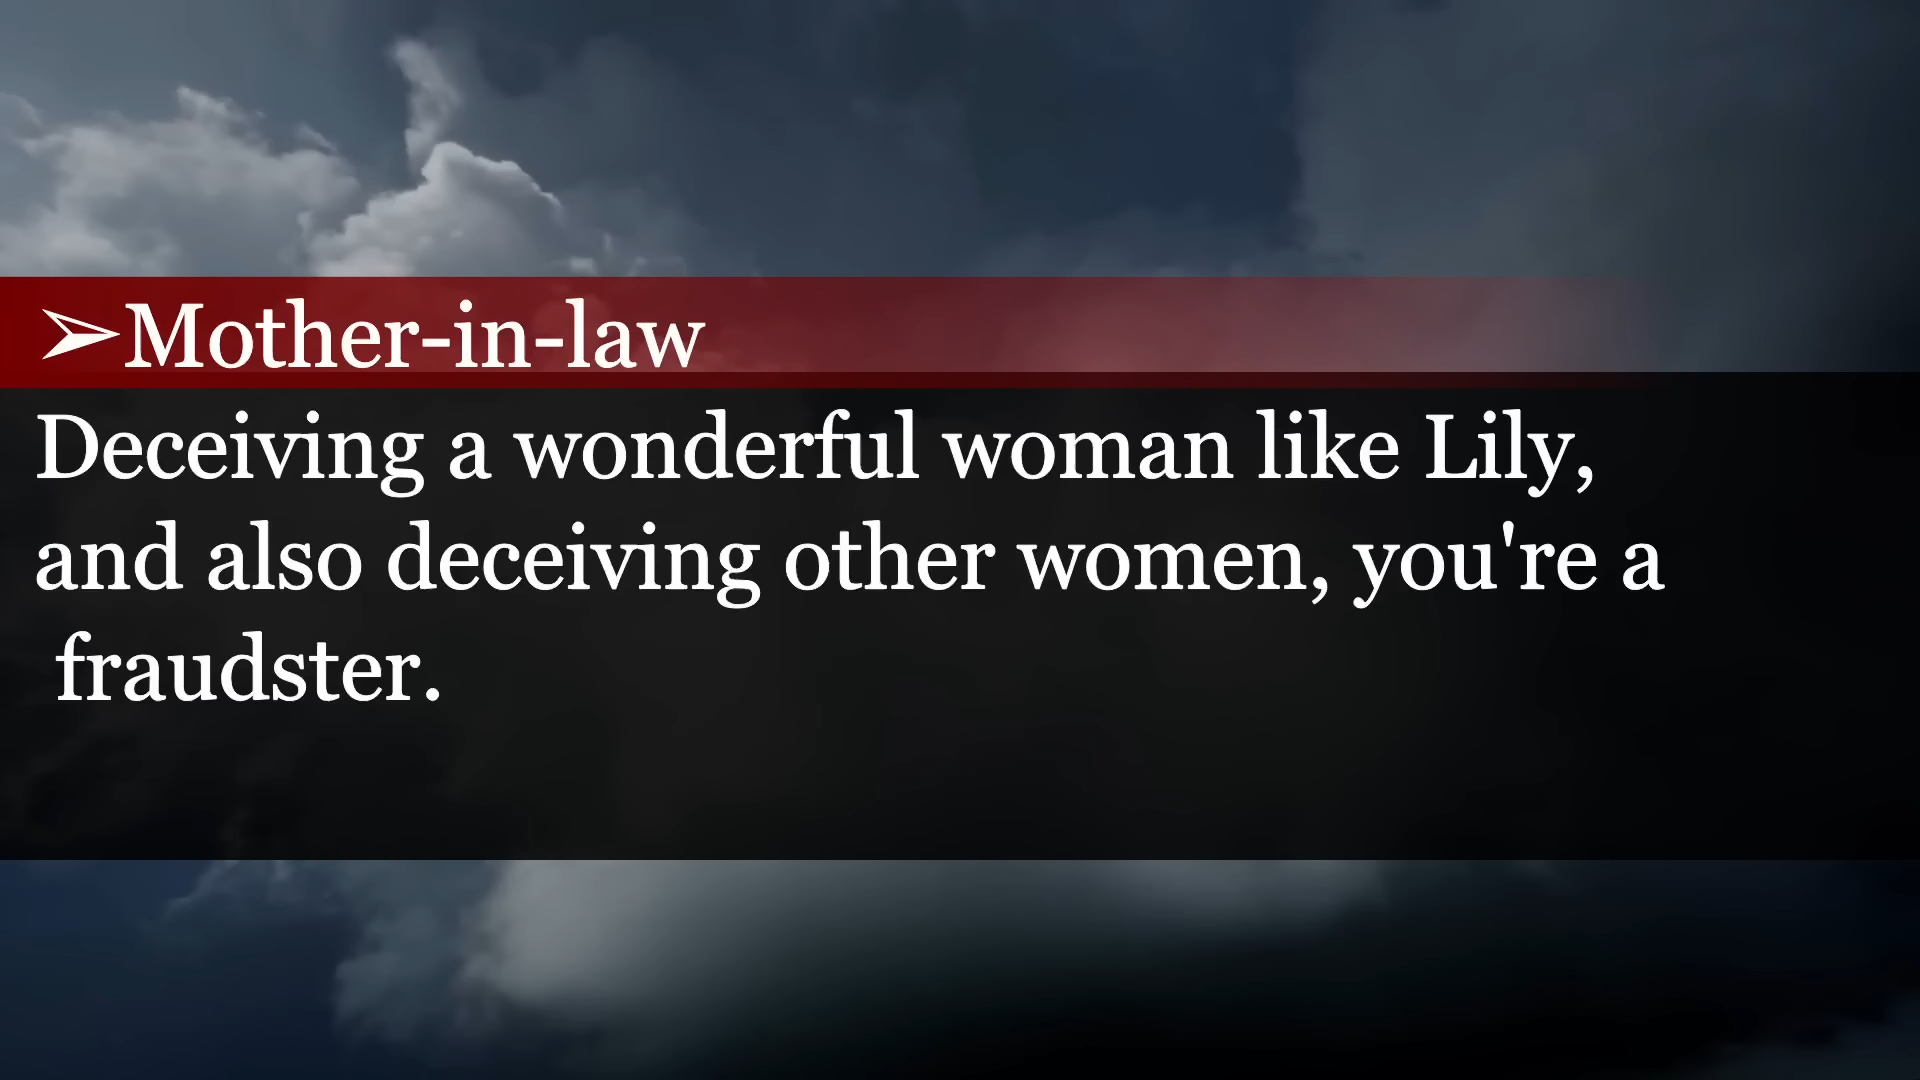 ➢Mother-in-law
Deceiving a wonderful woman like Lily,
and also deceiving other women, you're a
fraudster.